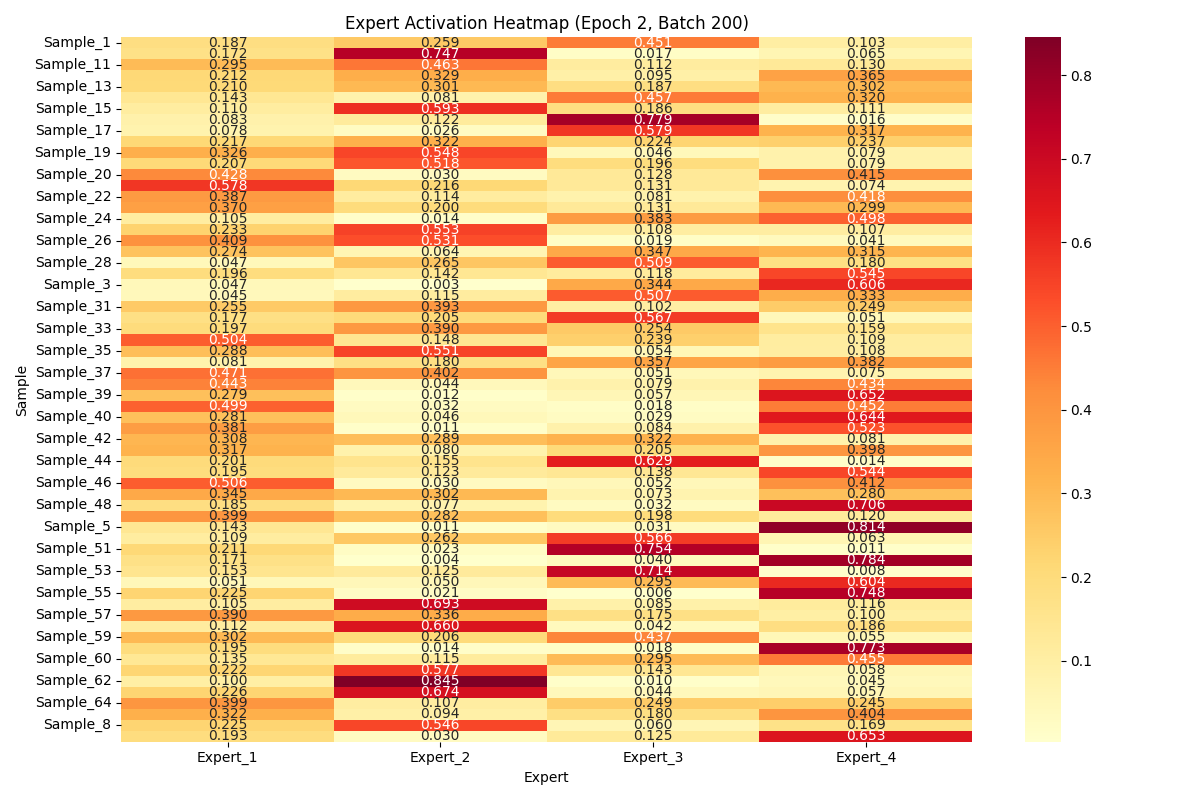 Expert Activation Heatmap (Epoch 2, Batch 200)
Sample_1 0.187 0.259 0.451 0.103
0.172 0.747 0.017 0.065
Sample_11 0.295 0.463 0.112 0.130
0.212 0.329 0.095 0.365
Sample_13 0.210 0.301 0.187 0.302
0.143 0.081 0.457 0.320
Sample_15 0.110 0.593 0.186 0.111
0.083 0.122 0.779 0.016
Sample_17 0.078 0.026 0.579 0.317
0.217 0.322 0.224 0.237
Sample_19 0.326 0.548 0.046 0.079
0.207 0.518 0.196 0.079
Sample_20 0.428 0.030 0.128 0.415
0.578 0.216 0.131 0.074
Sample_22 0.387 0.114 0.081 0.418
0.370 0.200 0.131 0.299
Sample_24 0.105 0.014 0.383 0.498
0.233 0.553 0.108 0.107
Sample_26 0.409 0.531 0.019 0.041
0.274 0.064 0.347 0.315
Sample_28 0.047 0.265 0.509 0.180
0.196 0.142 0.118 0.545
Sample_3 0.047 0.003 0.344 0.606
0.045 0.115 0.507 0.333
Sample_31 0.255 0.393 0.102 0.249
0.177 0.205 0.567 0.051
Sample_33 0.197 0.390 0.254 0.159
0.504 0.148 0.239 0.109
Sample_35 0.288 0.551 0.054 0.108
0.081 0.180 0.357 0.382
Sample_37 0.471 0.402 0.051 0.075
0.443 0.044 0.079 0.434
Sample_39 0.279 0.012 0.057 0.652
0.499 0.032 0.018 0.452
Sample_40 0.281 0.046 0.029 0.644
0.381 0.011 0.084 0.523
Sample_42 0.308 0.289 0.322 0.081
0.317 0.080 0.205 0.398
Sample_44 0.201 0.155 0.629 0.014
0.195 0.123 0.138 0.544
Sample_46 0.506 0.030 0.052 0.412
0.345 0.302 0.073 0.280
Sample_48 0.185 0.077 0.032 0.706
0.399 0.282 0.198 0.120
Sample_5 0.143 0.011 0.031 0.814
0.109 0.262 0.566 0.063
Sample_51 0.211 0.023 0.754 0.011
0.171 0.004 0.040 0.784
Sample_53 0.153 0.125 0.714 0.008
0.051 0.050 0.295 0.604
Sample_55 0.225 0.021 0.006 0.748
0.105 0.693 0.085 0.116
Sample_57 0.390 0.336 0.175 0.100
0.112 0.660 0.042 0.186
Sample_59 0.302 0.206 0.437 0.055
0.195 0.014 0.018 0.773
Sample_60 0.135 0.115 0.295 0.455
0.222 0.577 0.143 0.058
Sample_62 0.100 0.845 0.010 0.045
0.226 0.674 0.044 0.057
Sample_64 0.399 0.107 0.249 0.245
0.322 0.094 0.180 0.404
Sample_8 0.225 0.546 0.060 0.169
0.193 0.030 0.125 0.653
Expert_1 Expert_2 Expert_3 Expert_4
Expert
Sample
0.8
0.7
0.6
0.5
0.4
0.3
0.2
0.1